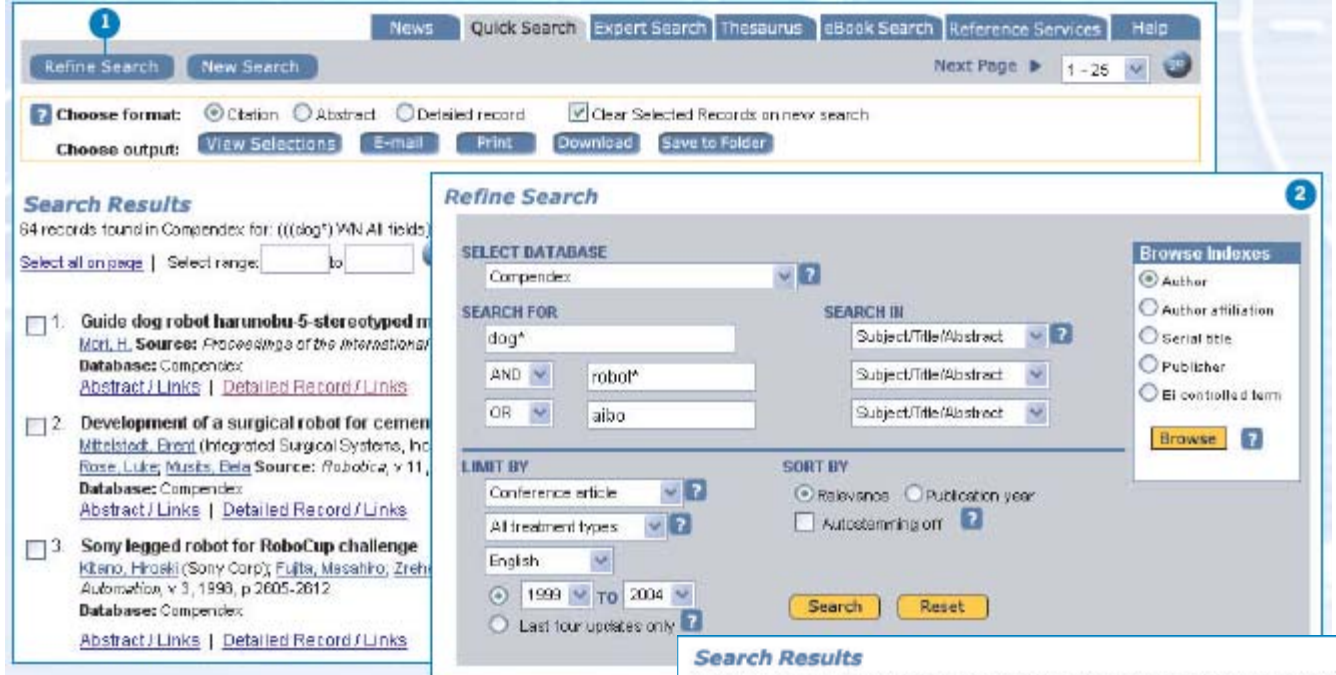 1
News Quick Search Expert Search Thesaurus eBook Search Reference Services Help
Refine Search New Search Next Page 1 - 25
? Choose format: Citation Abstract Detailed record Clear Selected Records on new search
Choose output: View Selections E-mail Print Download Save to Folder
Search Results
64 records found in Compendex for: (((dog*) WN All fields)
Select all on page | Select range: to
1. Guide dog robot harunobu-5-stereotyped m
Mori, H. Source: Proceedings of the International
Database: Compendex
Abstract / Links | Detailed Record / Links
2. Development of a surgical robot for cemen
Mittelstadt, Brent (Integrated Surgical Systems, Inc
Rose, Luke; Musits, Bela Source: Robotica, v 11,
Database: Compendex
Abstract / Links | Detailed Record / Links
3. Sony legged robot for RoboCup challenge
Kitano, Hiroaki (Sony Corp); Fujita, Masahiro; Zrehe
Automation, v 3, 1998, p 2605-2612
Database: Compendex
Abstract / Links | Detailed Record / Links
Refine Search 2
SELECT DATABASE
Compendex ?
SEARCH FOR SEARCH IN
dog* Subject/Title/Abstract ?
AND robot* Subject/Title/Abstract
OR aibo Subject/Title/Abstract
Browse Indexes
Author
Author affiliation
Serial title
Publisher
Ei controlled term
Browse ?
LIMIT BY SORT BY
Conference article ? Relevance Publication year
All treatment types ? Autostemming off ?
English
1999 TO 2004 Search Reset
Last four updates only ?
Search Results